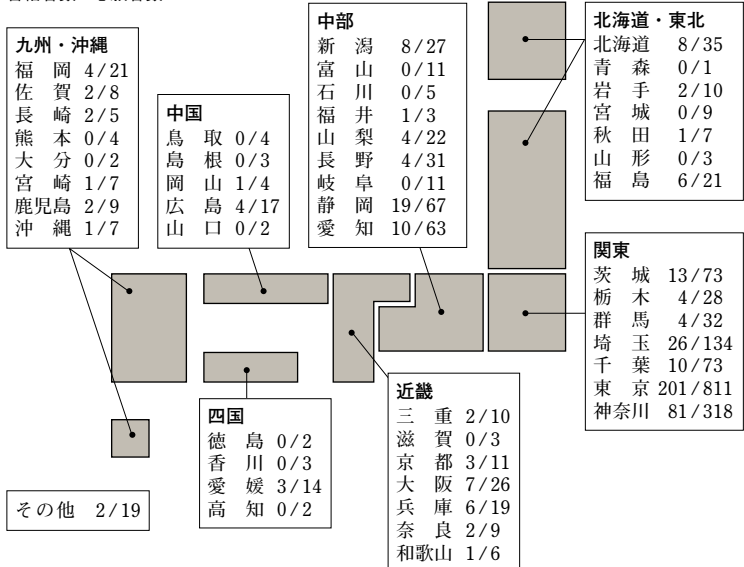 九州・沖縄
福岡 4/21
佐賀 2/8
長崎 2/5
熊本 0/4
大分 0/2
宮崎 1/7
鹿児島 2/9
沖縄 1/7
中国
鳥取 0/4
島根 0/3
岡山 1/4
広島 4/17
山口 0/2
中部
新潟 8/27
富山 0/11
石川 0/5
福井 1/3
山梨 4/22
長野 4/31
岐阜 0/11
静岡 19/67
愛知 10/63
北海道・東北
北海道 8/35
青森 0/1
岩手 2/10
宮城 0/9
秋田 1/7
山形 0/3
福島 6/21
関東
茨城 13/73
栃木 4/28
群馬 4/32
埼玉 26/134
千葉 10/73
東京 201/811
神奈川 81/318
近畿
三重 2/10
滋賀 0/3
京都 3/11
大阪 7/26
兵庫 6/19
奈良 2/9
和歌山 1/6
四国
徳島 0/2
香川 0/3
愛媛 3/14
高知 0/2
その他 2/19